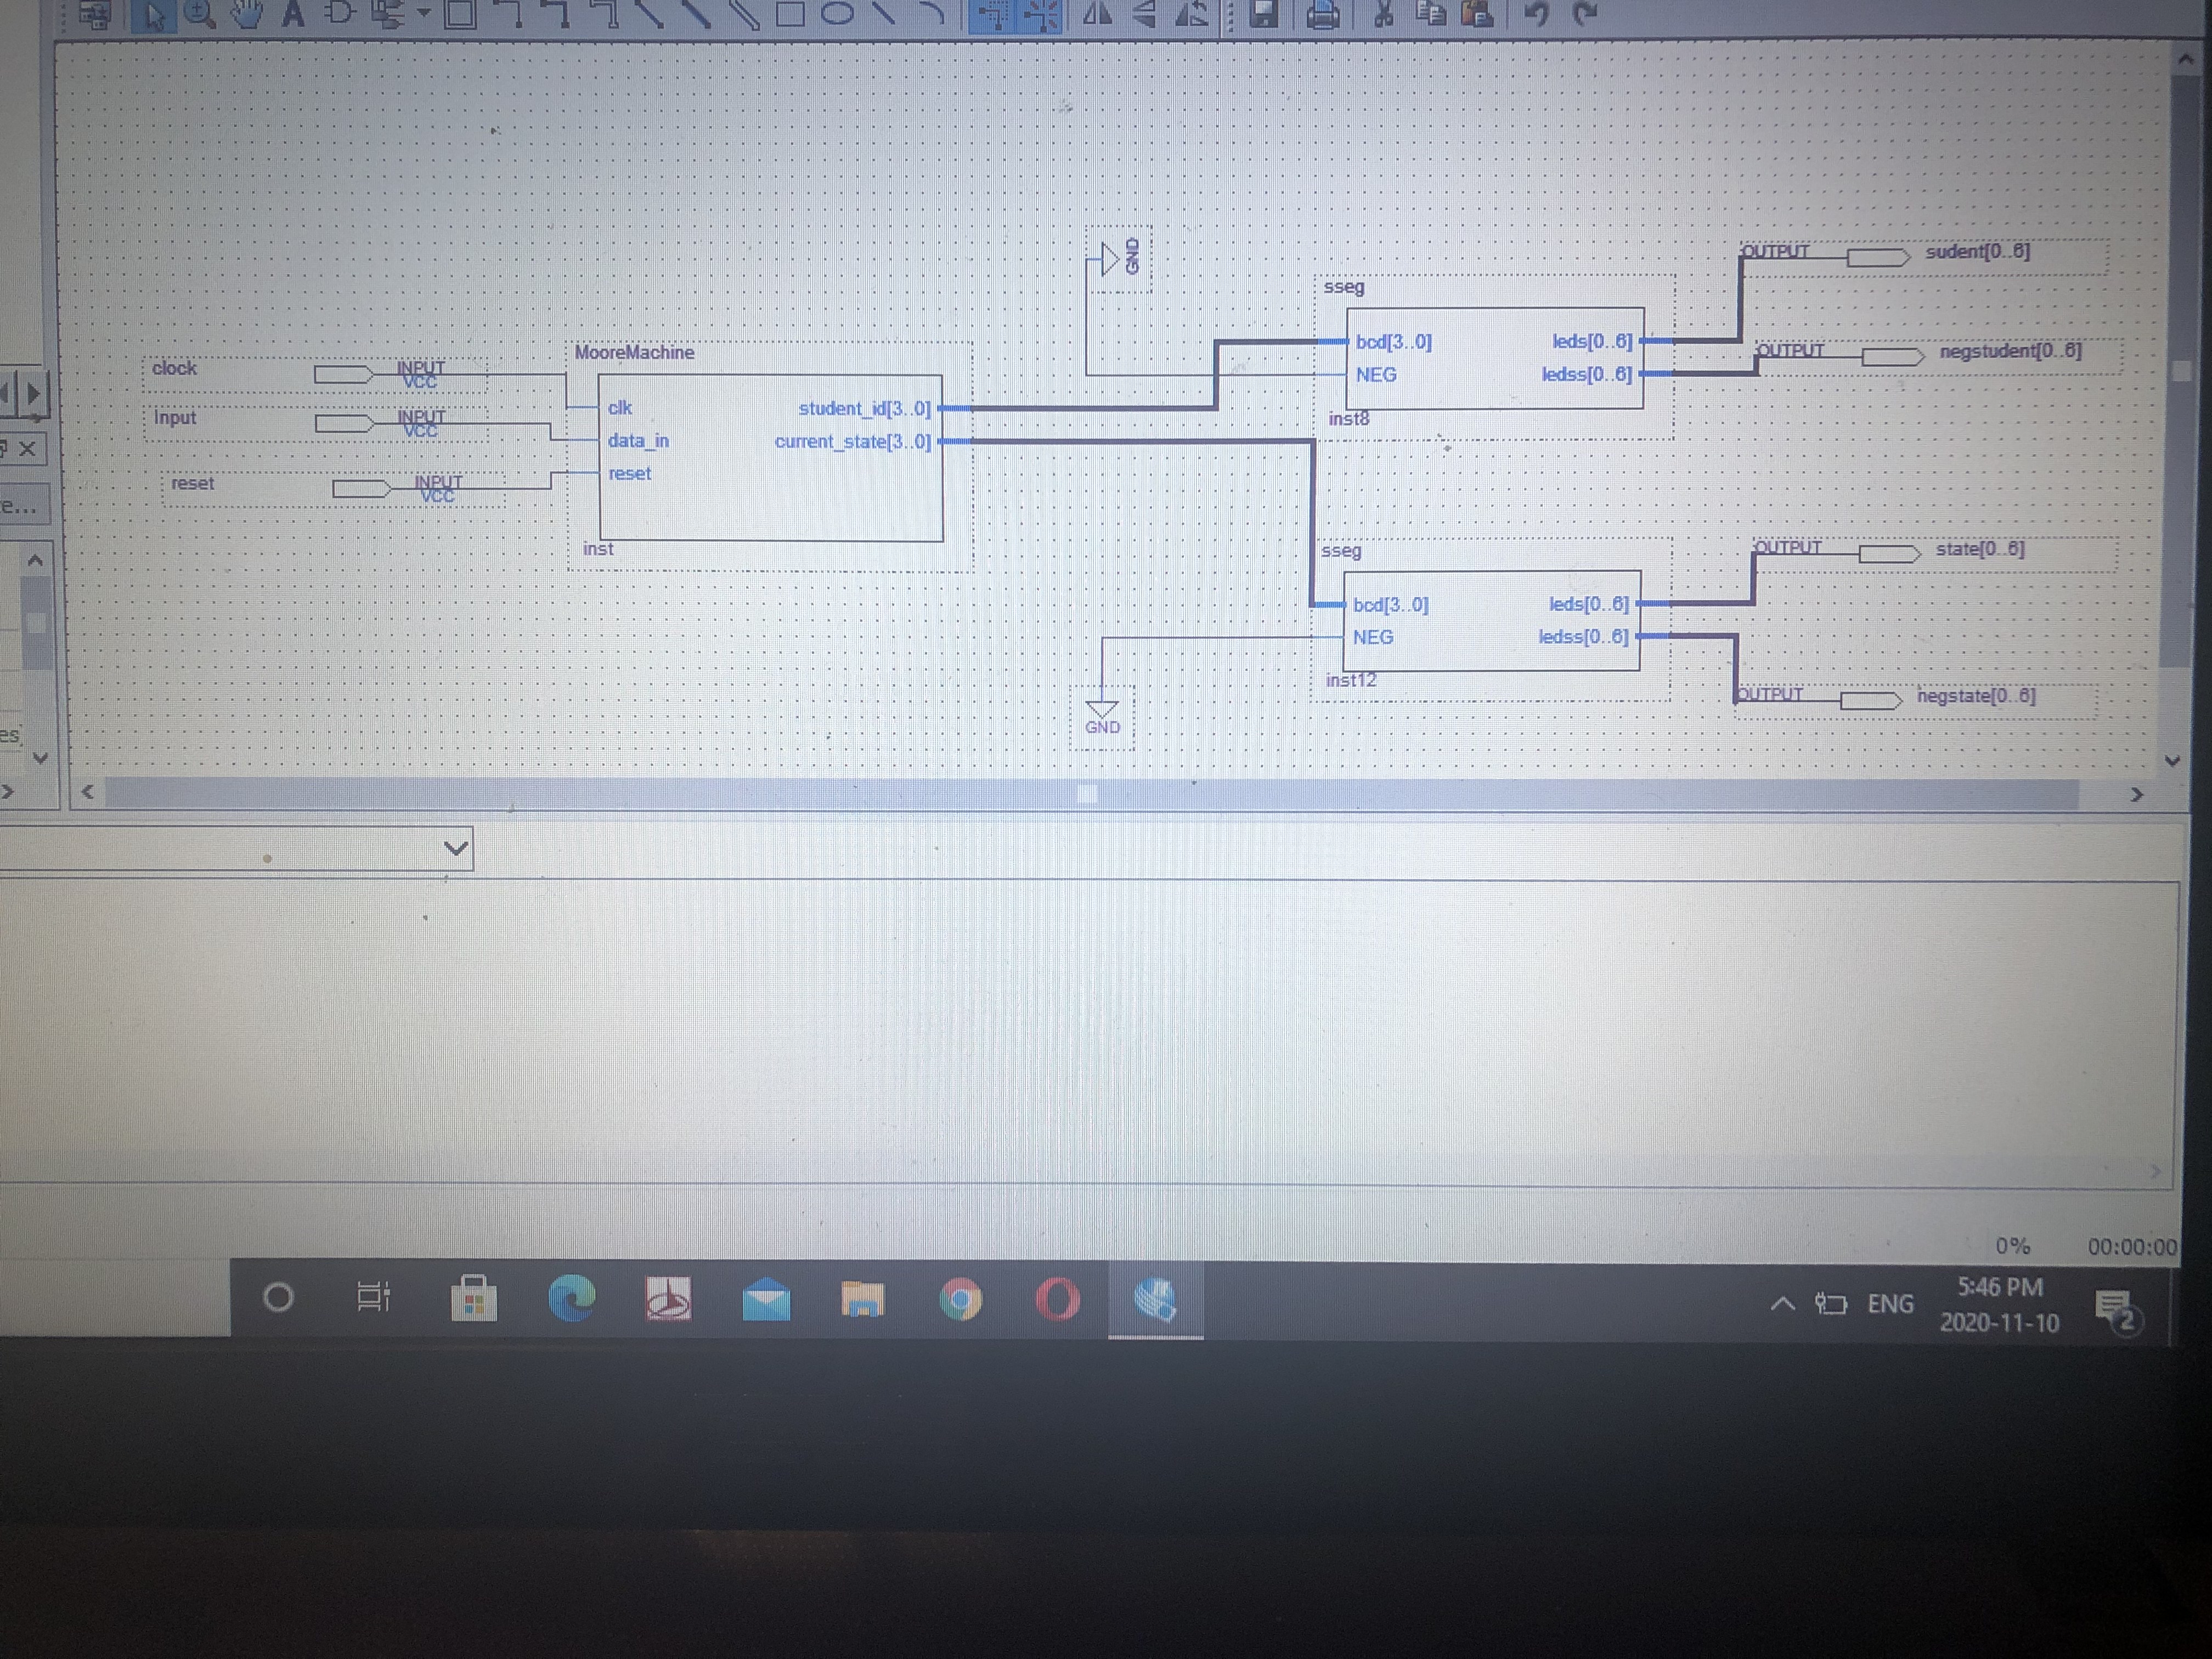 A
GND
OUTPUT sudent[0..6]
sseg
bcd[3..0] leds[0..6]
NEG ledss[0..6]
OUTPUT negstudent[0..6]
inst8
clock INPUT
VCC
MooreMachine
Input INPUT
VCC
clk student_id[3..0]
data_in current_state[3..0]
reset
reset INPUT
VCC
inst
e...
sseg
OUTPUT state[0..6]
bcd[3..0] leds[0..6]
NEG ledss[0..6]
inst12
OUTPUT negstate[0..6]
GND
es
0% 00:00:00
ENG
5:46 PM
2020-11-10
2